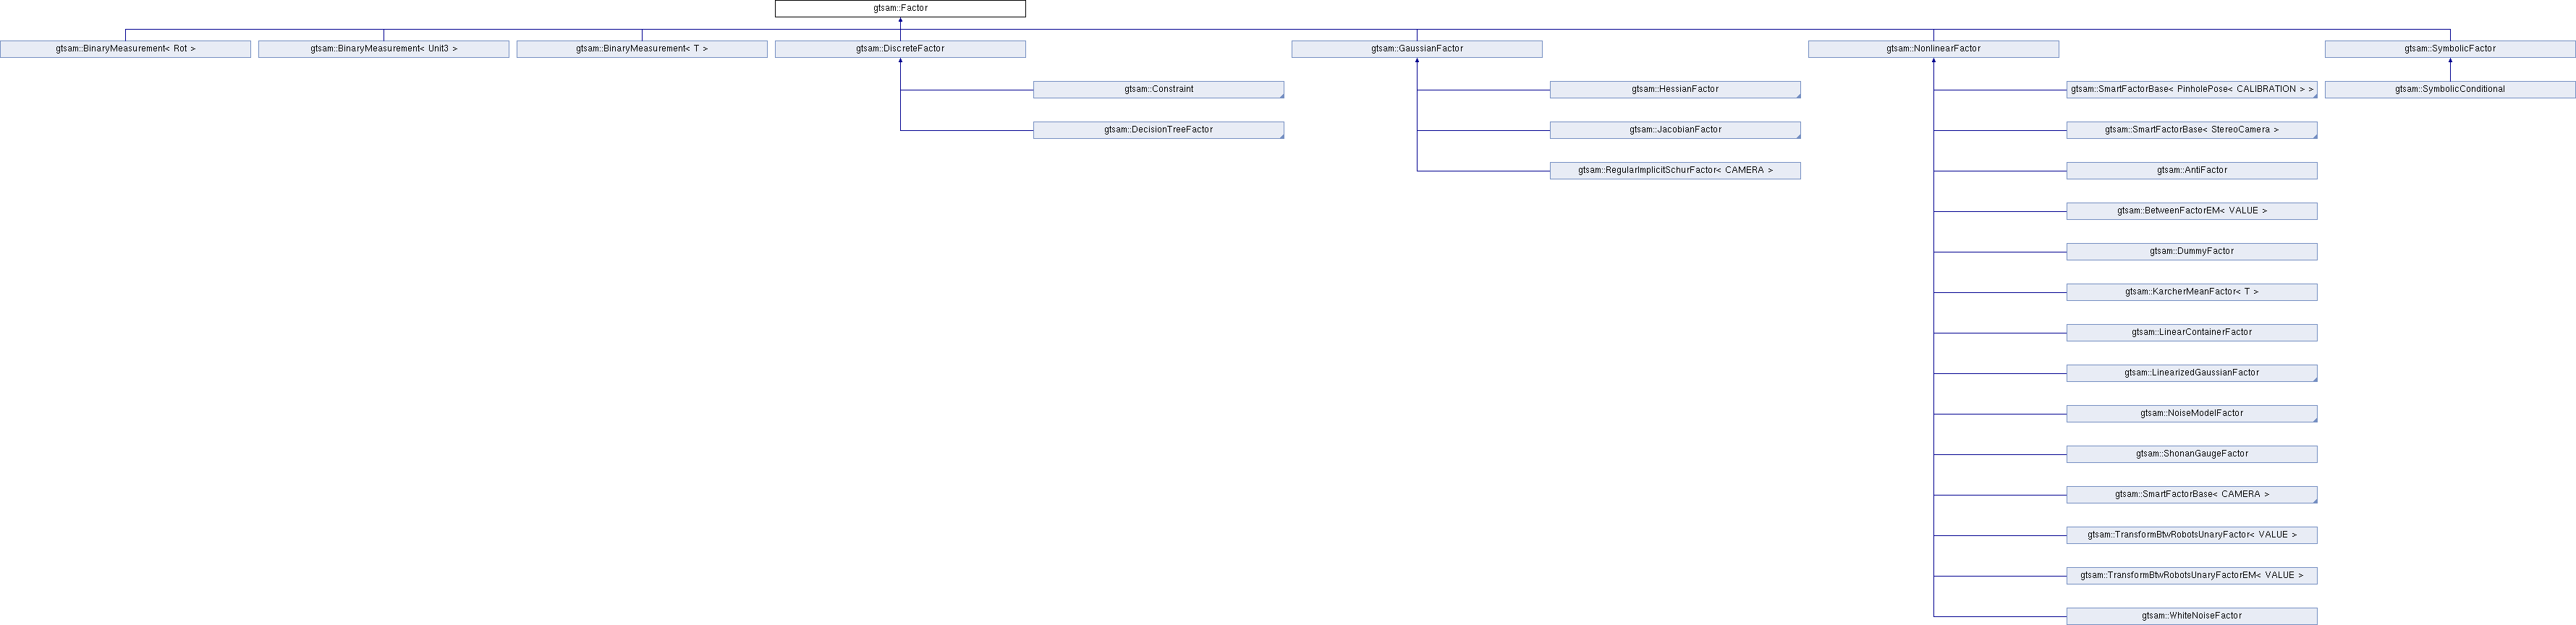 gtsam::Factor
gtsam::BinaryMeasurement< Rot >
gtsam::BinaryMeasurement< Unit3 >
gtsam::BinaryMeasurement< T >
gtsam::DiscreteFactor
gtsam::GaussianFactor
gtsam::NonlinearFactor
gtsam::SymbolicFactor
gtsam::Constraint
gtsam::HessianFactor
gtsam::SmartFactorBase< PinholePose< CALIBRATION > >
gtsam::SymbolicConditional
gtsam::DecisionTreeFactor
gtsam::JacobianFactor
gtsam::SmartFactorBase< StereoCamera >
gtsam::RegularImplicitSchurFactor< CAMERA >
gtsam::AntiFactor
gtsam::BetweenFactorEM< VALUE >
gtsam::DummyFactor
gtsam::KarcherMeanFactor< T >
gtsam::LinearContainerFactor
gtsam::LinearizedGaussianFactor
gtsam::NoiseModelFactor
gtsam::ShonanGaugeFactor
gtsam::SmartFactorBase< CAMERA >
gtsam::TransformBtwRobotsUnaryFactor< VALUE >
gtsam::TransformBtwRobotsUnaryFactorEM< VALUE >
gtsam::WhiteNoiseFactor